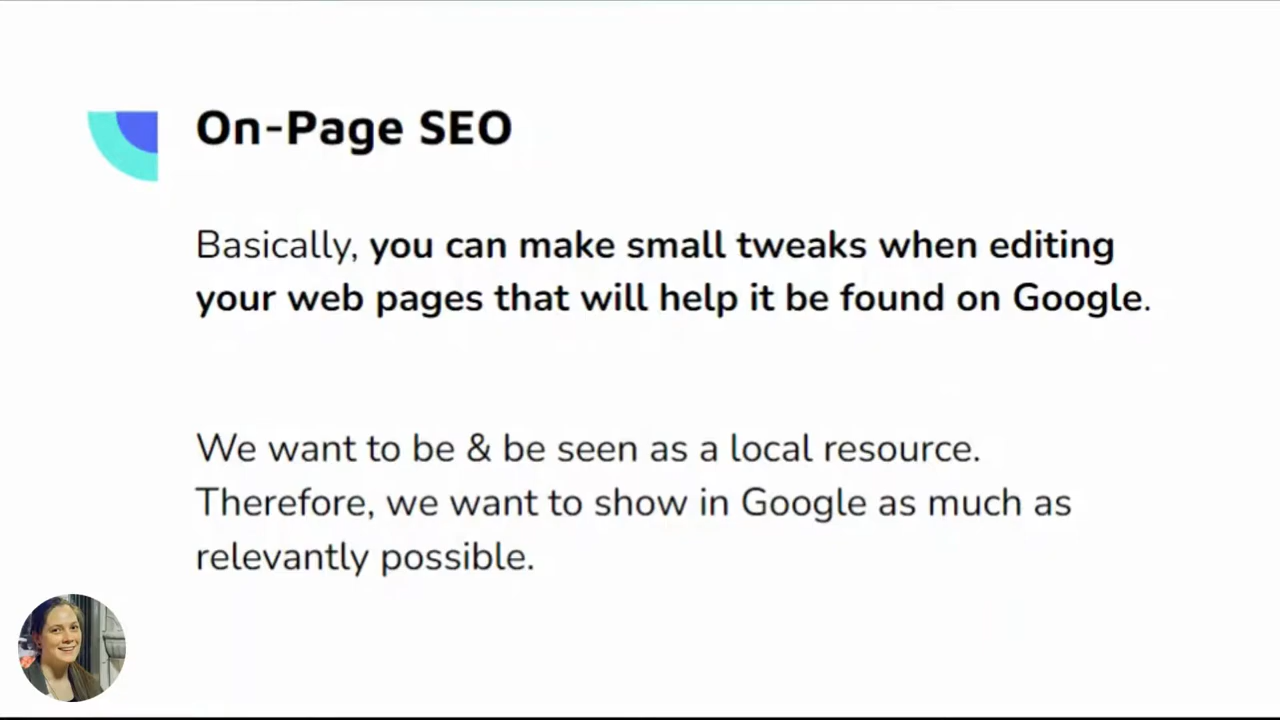 On-Page SEO
Basically, you can make small tweaks when editing
your web pages that will help it be found on Google.
We want to be & be seen as a local resource.
Therefore, we want to show in Google as much as
relevantly possible.